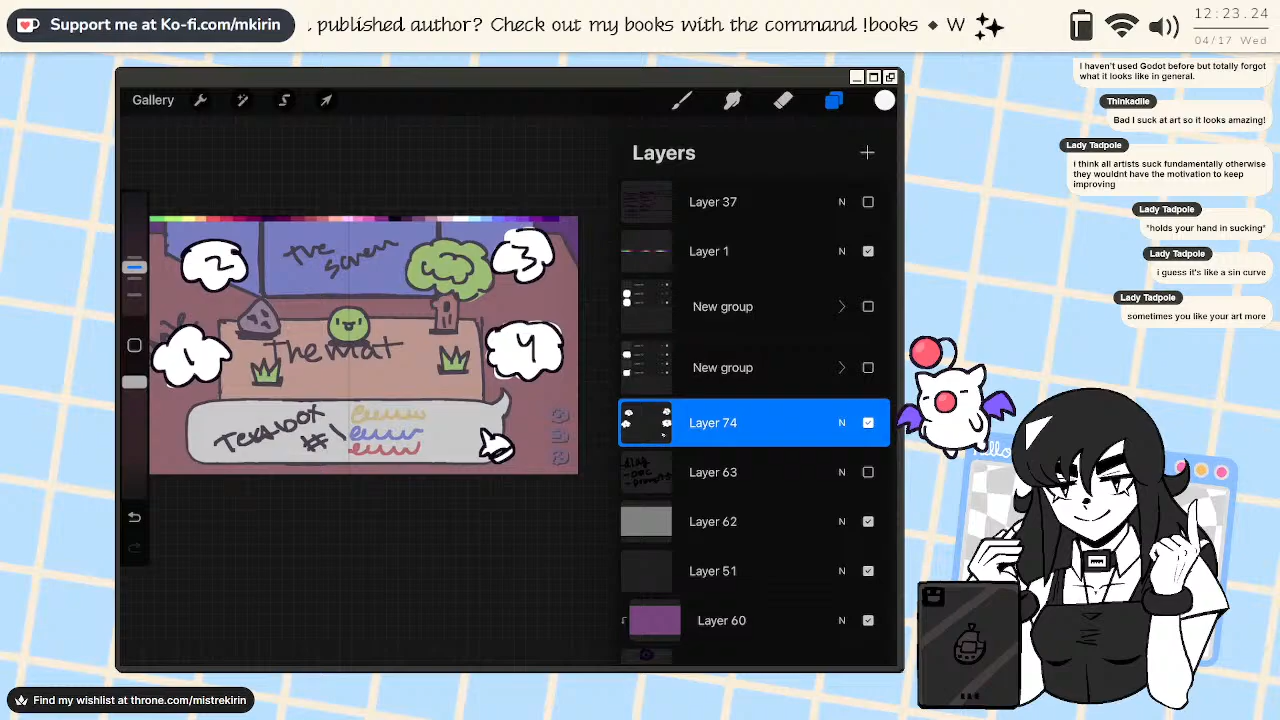 Support me at Ko-fi.com/mkirin
. published author? Check out my books with the command !books ◆ W
12:23.24
04/17 Wed
I haven't used Godot before but totally forgot
what it looks like in general.
Thinkadile
Bad I suck at art so it looks amazing!
Lady Tadpole
I think all artists suck fundamentally otherwise
they wouldnt have the motivation to keep
improving
Lady Tadpole
*holds your hand in sucking*
Lady Tadpole
i guess it's like a sin curve
Lady Tadpole
sometimes you like your art more
Gallery
Layers
Layer 37 N
Layer 1 N
New group
New group
Layer 74 N
Layer 63 N
Layer 62 N
Layer 51 N
Layer 60 N
2
The
screen
3
1
The Mat
4
Textbox
#1
Find my wishlist at throne.com/mistrekirin